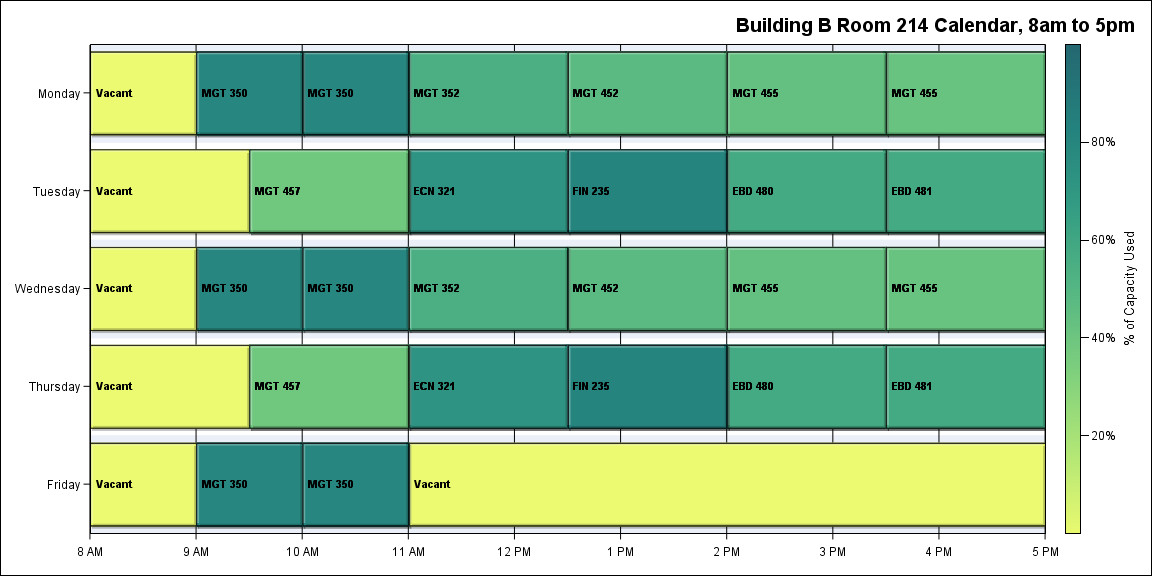 Building B Room 214 Calendar, 8am to 5pm
Monday
Vacant
MGT 350
MGT 350
MGT 352
MGT 452
MGT 455
MGT 455
80%
Tuesday
Vacant
MGT 457
ECN 321
FIN 235
EBD 480
EBD 481
60%
% of Capacity Used
Wednesday
Vacant
MGT 350
MGT 350
MGT 352
MGT 452
MGT 455
MGT 455
40%
Thursday
Vacant
MGT 457
ECN 321
FIN 235
EBD 480
EBD 481
20%
Friday
Vacant
MGT 350
MGT 350
Vacant
8 AM
9 AM
10 AM
11 AM
12 PM
1 PM
2 PM
3 PM
4 PM
5 PM